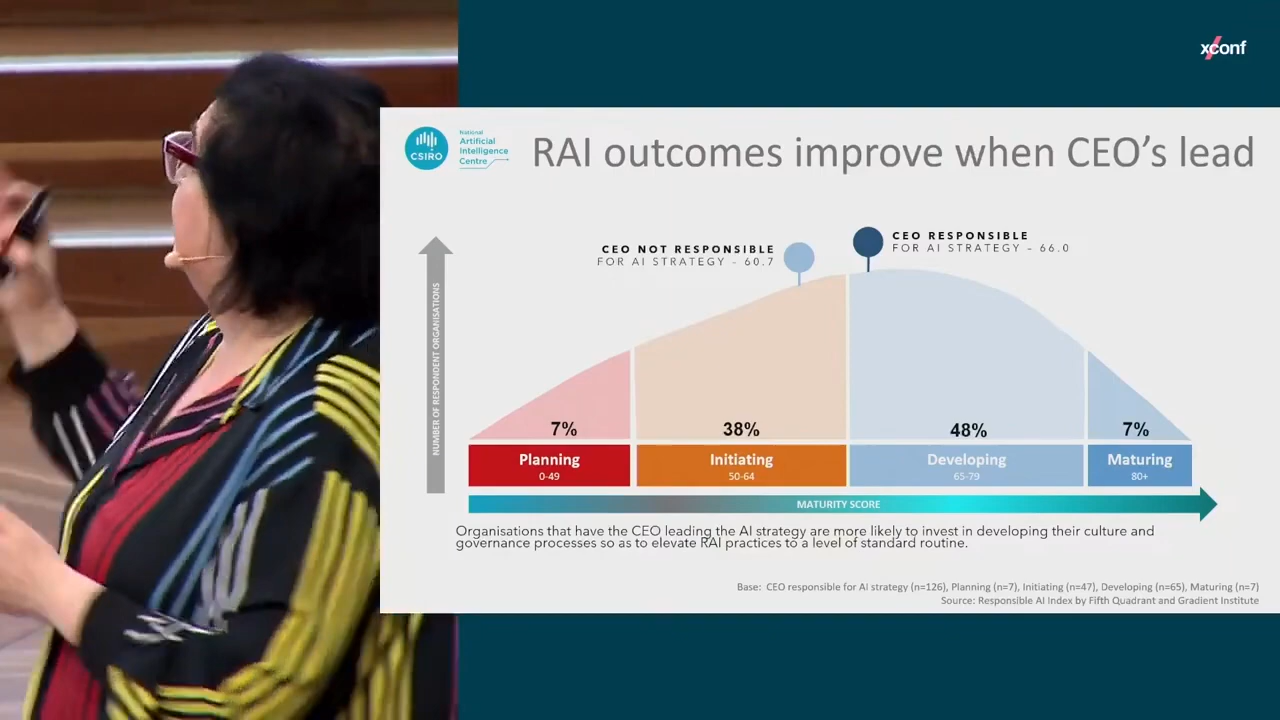 xconf
CSIRO
National
Artificial
Intelligence
Centre
RAI outcomes improve when CEO's lead
CEO NOT RESPONSIBLE
FOR AI STRATEGY - 60.7
CEO RESPONSIBLE
FOR AI STRATEGY - 66.0
NUMBER OF RESPONDENT ORGANISATIONS
7%
38%
48%
7%
Planning
0-49
Initiating
50-64
Developing
65-79
Maturing
80+
MATURITY SCORE
Organisations that have the CEO leading the AI strategy are more likely to invest in developing their culture and
governance processes so as to elevate RAI practices to a level of standard routine.
Base: CEO responsible for AI strategy (n=126), Planning (n=7), Initiating (n=47), Developing (n=65), Maturing (n=7)
Source: Responsible AI Index by Fifth Quadrant and Gradient Institute